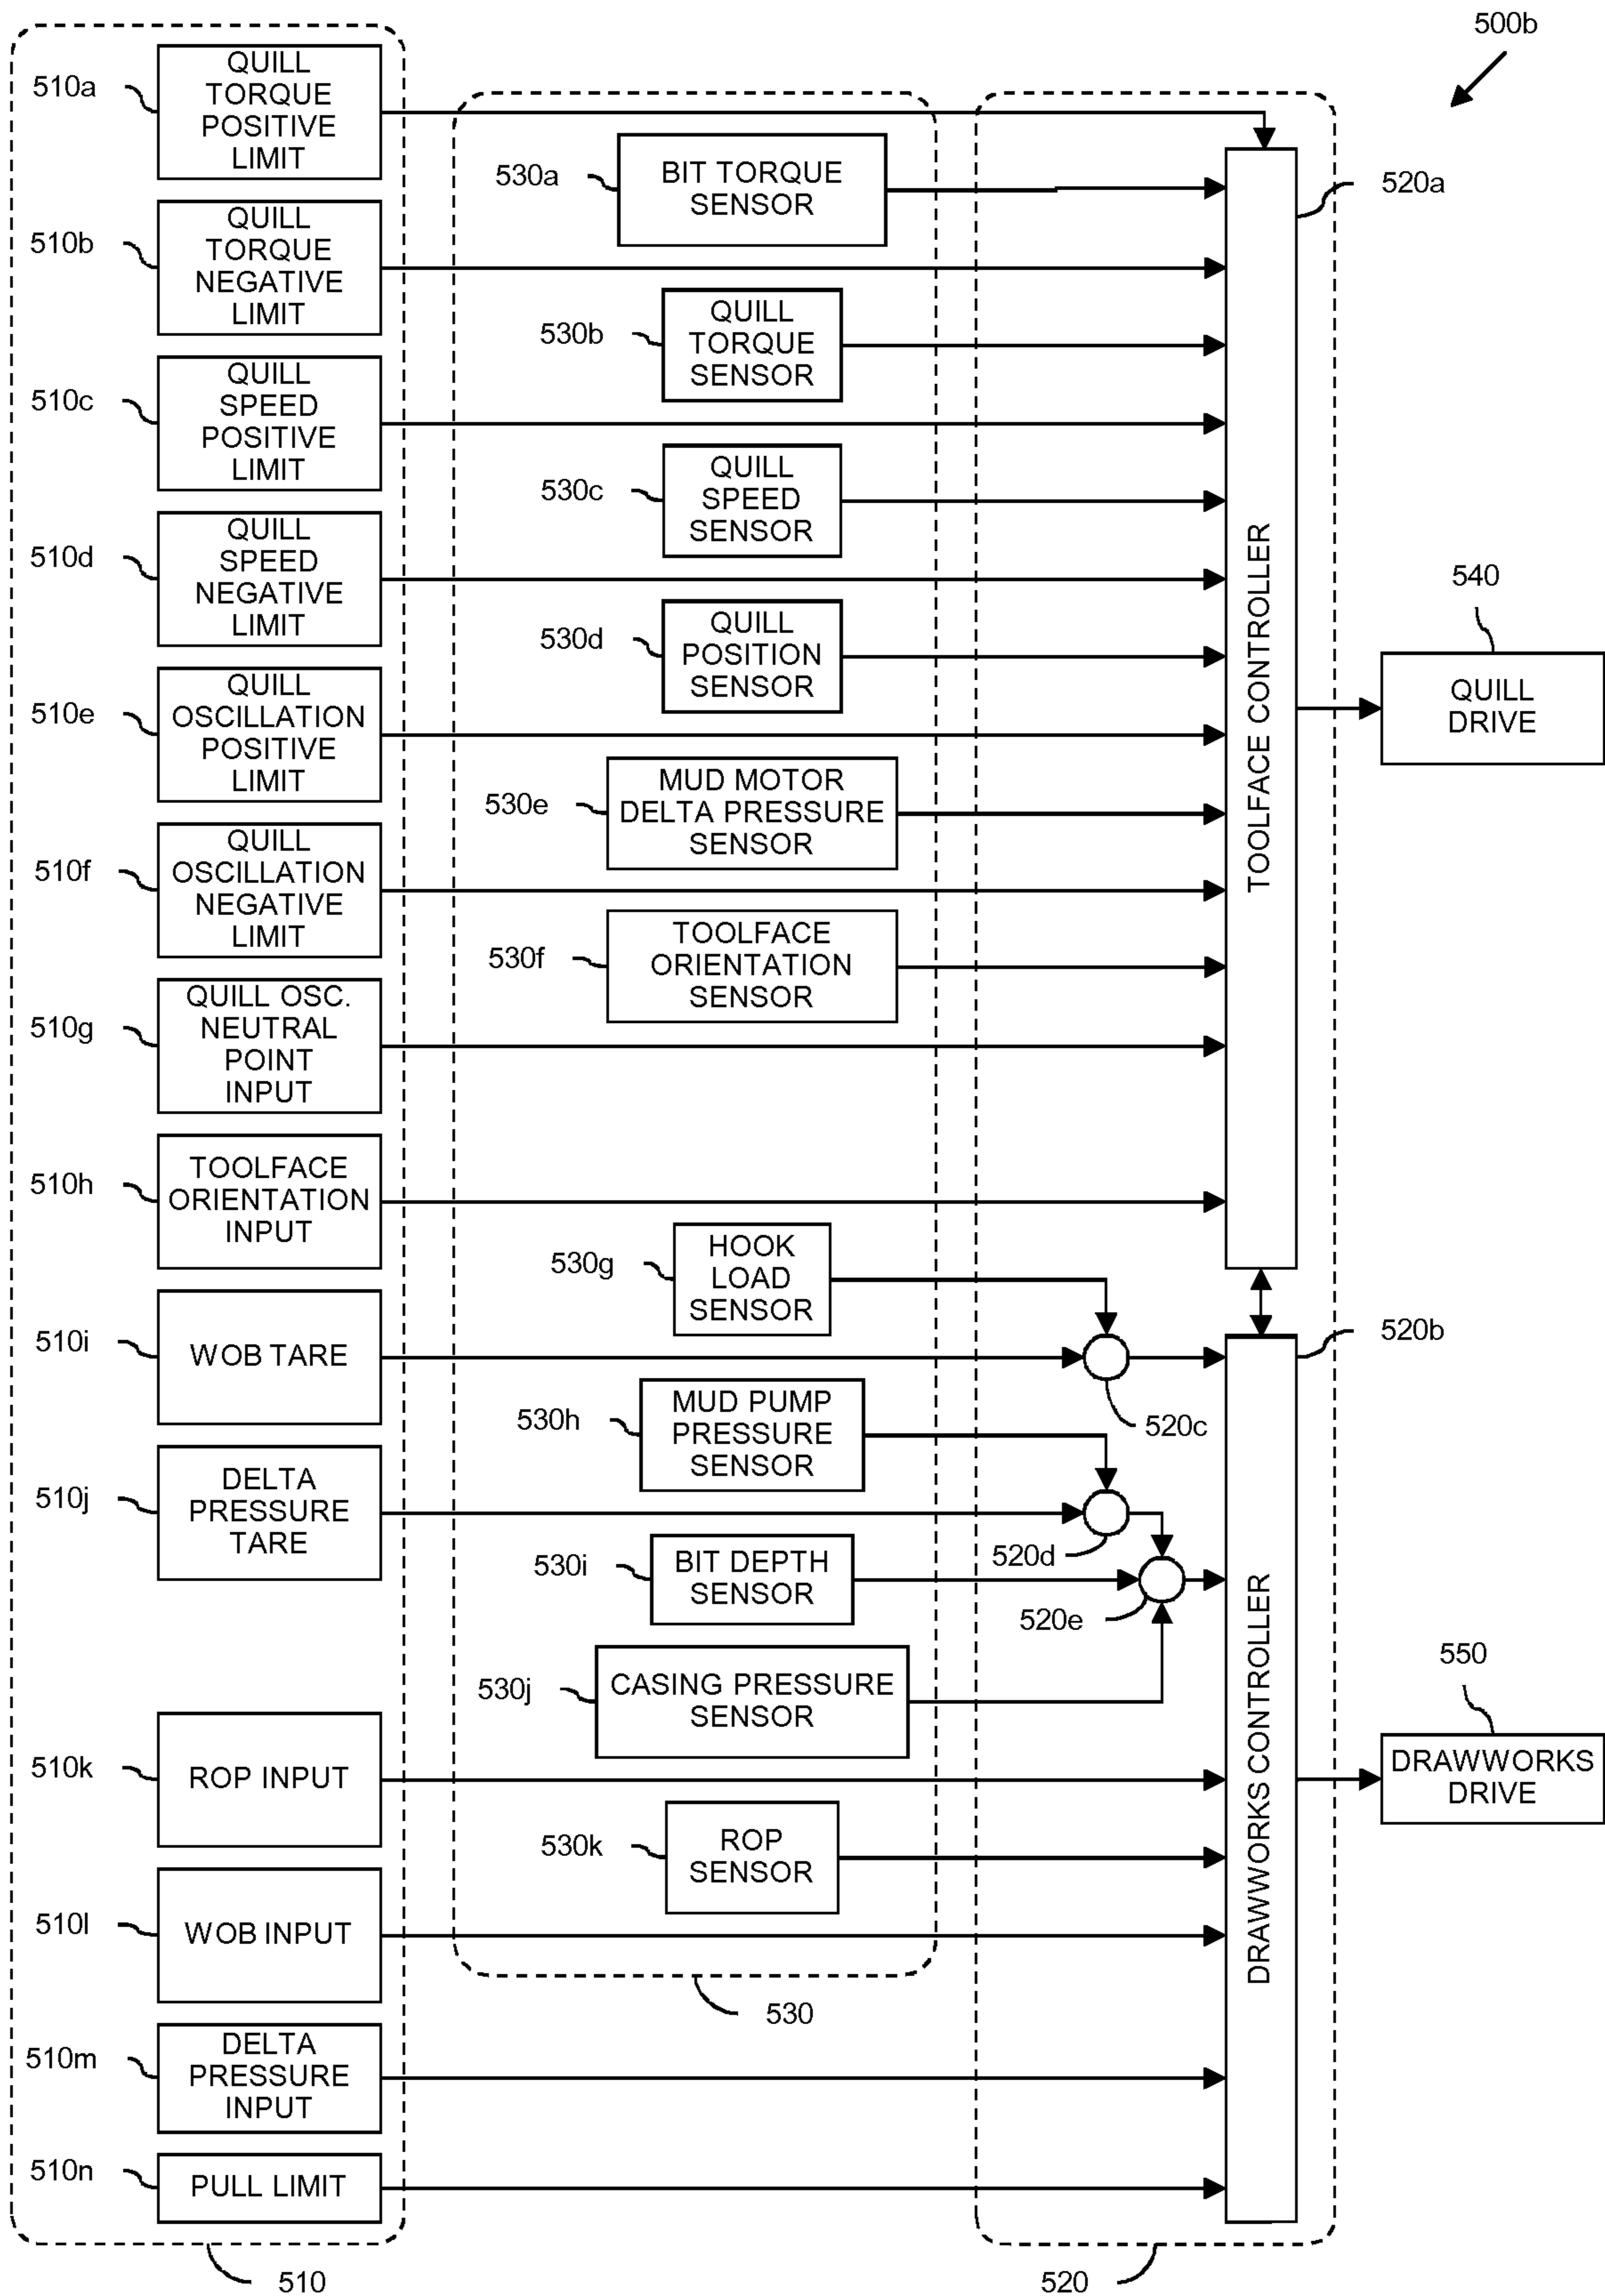 500b
510a
QUILL
TORQUE
POSITIVE
LIMIT
530a
BIT TORQUE
SENSOR
520a
510b
QUILL
TORQUE
NEGATIVE
LIMIT
530b
QUILL
TORQUE
SENSOR
510c
QUILL
SPEED
POSITIVE
LIMIT
530c
QUILL
SPEED
SENSOR
510d
QUILL
SPEED
NEGATIVE
LIMIT
530d
QUILL
POSITION
SENSOR
TOOLFACE CONTROLLER
540
QUILL
DRIVE
510e
QUILL
OSCILLATION
POSITIVE
LIMIT
530e
MUD MOTOR
DELTA PRESSURE
SENSOR
510f
QUILL
OSCILLATION
NEGATIVE
LIMIT
530f
TOOLFACE
ORIENTATION
SENSOR
510g
QUILL OSC.
NEUTRAL
POINT
INPUT
510h
TOOLFACE
ORIENTATION
INPUT
530g
HOOK
LOAD
SENSOR
510i
WOB TARE
520c
520b
530h
MUD PUMP
PRESSURE
SENSOR
510j
DELTA
PRESSURE
TARE
520d
530i
BIT DEPTH
SENSOR
520e
530j
CASING PRESSURE
SENSOR
DRAWWORKS CONTROLLER
550
DRAWWORKS
DRIVE
510k
ROP INPUT
530k
ROP
SENSOR
510l
WOB INPUT
530
510m
DELTA
PRESSURE
INPUT
510n
PULL LIMIT
510
520